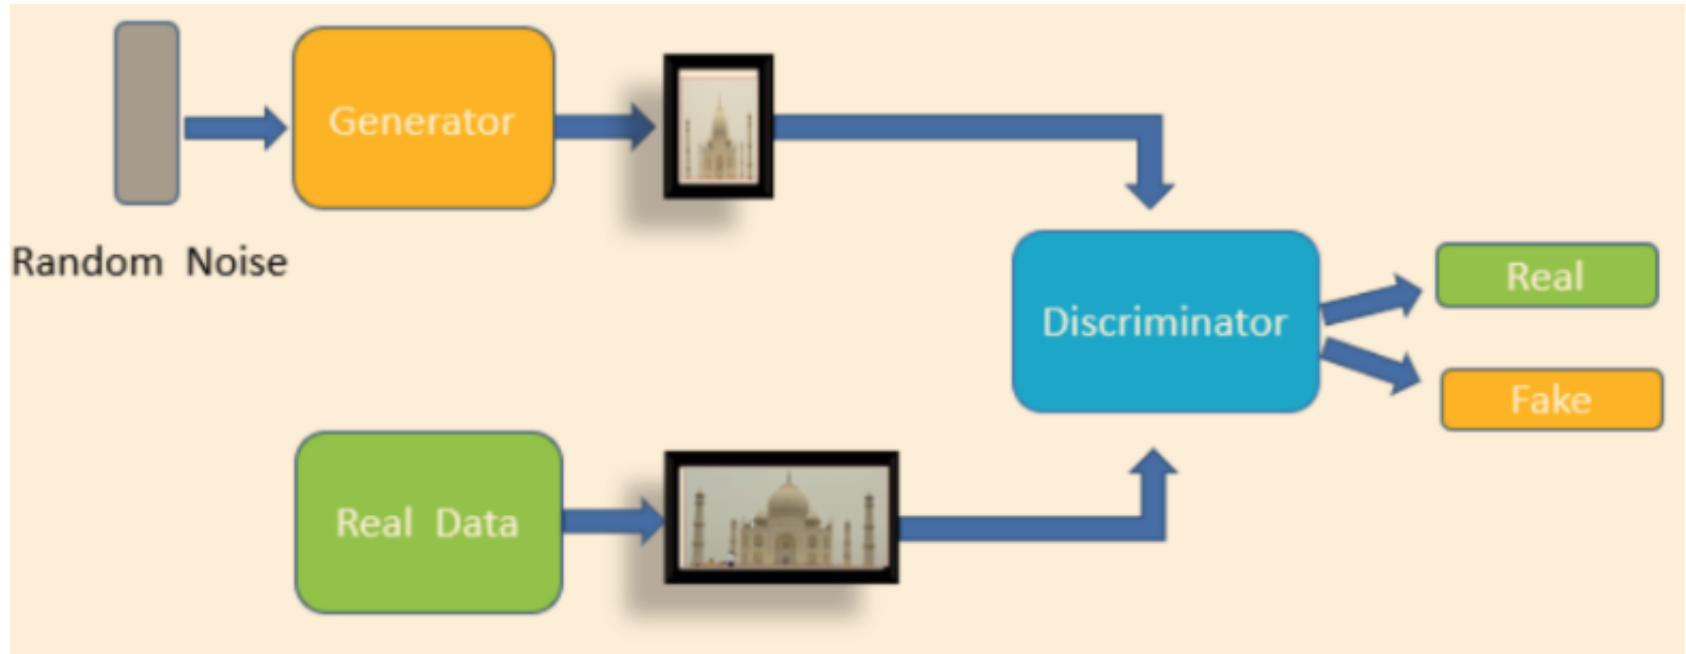 Generator
Random Noise
Discriminator
Real
Fake
Real Data